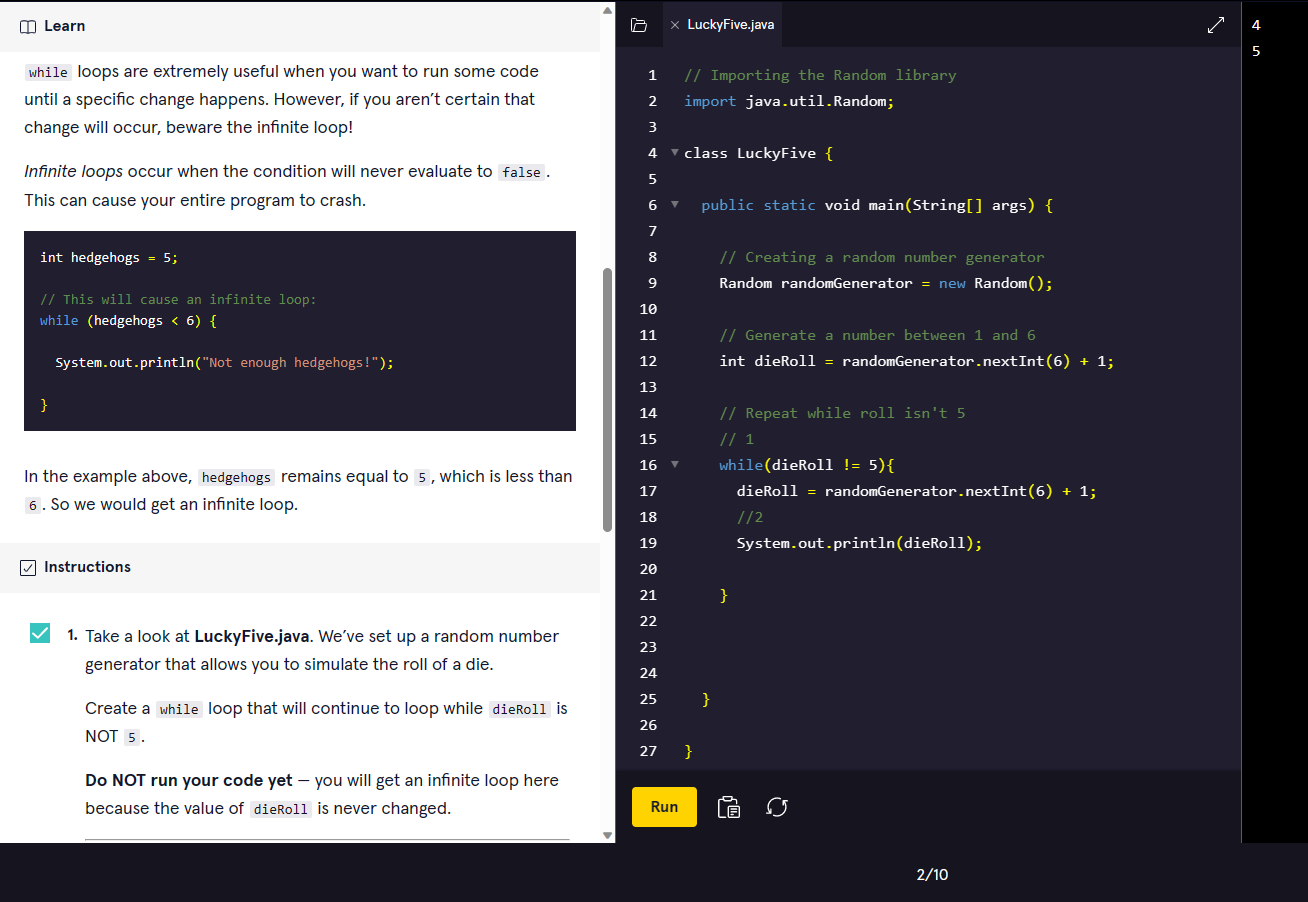 Learn
while loops are extremely useful when you want to run some code
until a specific change happens. However, if you aren’t certain that
change will occur, beware the infinite loop!
Infinite loops occur when the condition will never evaluate to false.
This can cause your entire program to crash.
int hedgehogs = 5;
// This will cause an infinite loop:
while (hedgehogs < 6) {
System.out.println("Not enough hedgehogs!");
}
In the example above, hedgehogs remains equal to 5, which is less than
6. So we would get an infinite loop.
Instructions
1. Take a look at LuckyFive.java. We’ve set up a random number
generator that allows you to simulate the roll of a die.
Create a while loop that will continue to loop while dieRoll is
NOT 5.
Do NOT run your code yet — you will get an infinite loop here
because the value of dieRoll is never changed.
LuckyFive.java
1 // Importing the Random library
2 import java.util.Random;
3
4 class LuckyFive {
5
6 public static void main(String[] args) {
7
8 // Creating a random number generator
9 Random randomGenerator = new Random();
10
11 // Generate a number between 1 and 6
12 int dieRoll = randomGenerator.nextInt(6) + 1;
13
14 // Repeat while roll isn't 5
15 // 1
16 while(dieRoll != 5){
17 dieRoll = randomGenerator.nextInt(6) + 1;
18 //2
19 System.out.println(dieRoll);
20
21 }
22
23
24
25 }
26
27 }
Run
4
5
2/10